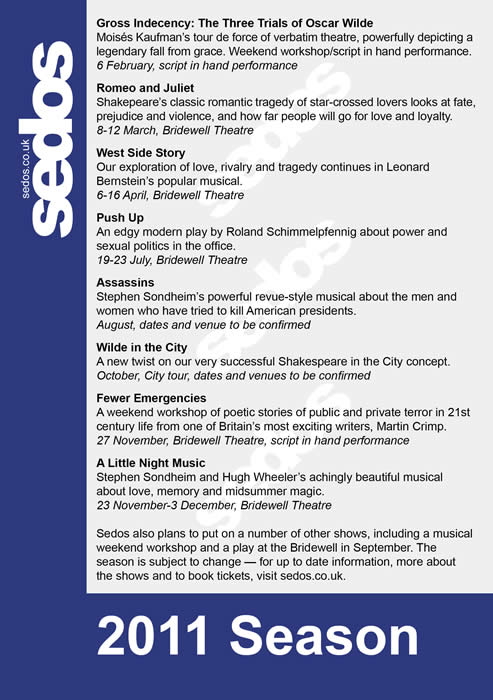 Gross Indecency: The Three Trials of Oscar Wilde
Moisés Kaufman's tour de force of verbatim theatre, powerfully depicting a
legendary fall from grace. Weekend workshop/script in hand performance.
6 February, script in hand performance
Romeo and Juliet
Shakepeare's classic romantic tragedy of star-crossed lovers looks at fate,
prejudice and violence, and how far people will go for love and loyalty.
8-12 March, Bridewell Theatre
West Side Story
Our exploration of love, rivalry and tragedy continues in Leonard
Bernstein's popular musical.
6-16 April, Bridewell Theatre
Push Up
An edgy modern play by Roland Schimmelpfennig about power and
sexual politics in the office.
19-23 July, Bridewell Theatre
Assassins
Stephen Sondheim's powerful revue-style musical about the men and
women who have tried to kill American presidents.
August, dates and venue to be confirmed
Wilde in the City
A new twist on our very successful Shakespeare in the City concept.
October, City tour, dates and venues to be confirmed
Fewer Emergencies
A weekend workshop of poetic stories of public and private terror in 21st
century life from one of Britain's most exciting writers, Martin Crimp.
27 November, Bridewell Theatre, script in hand performance
A Little Night Music
Stephen Sondheim and Hugh Wheeler's achingly beautiful musical
about love, memory and midsummer magic.
23 November-3 December, Bridewell Theatre
Sedos also plans to put on a number of other shows, including a musical
weekend workshop and a play at the Bridewell in September. The
season is subject to change — for up to date information, more about
the shows and to book tickets, visit sedos.co.uk.
2011 Season
sedos
sedos.co.uk
sedos
sedos
sedos